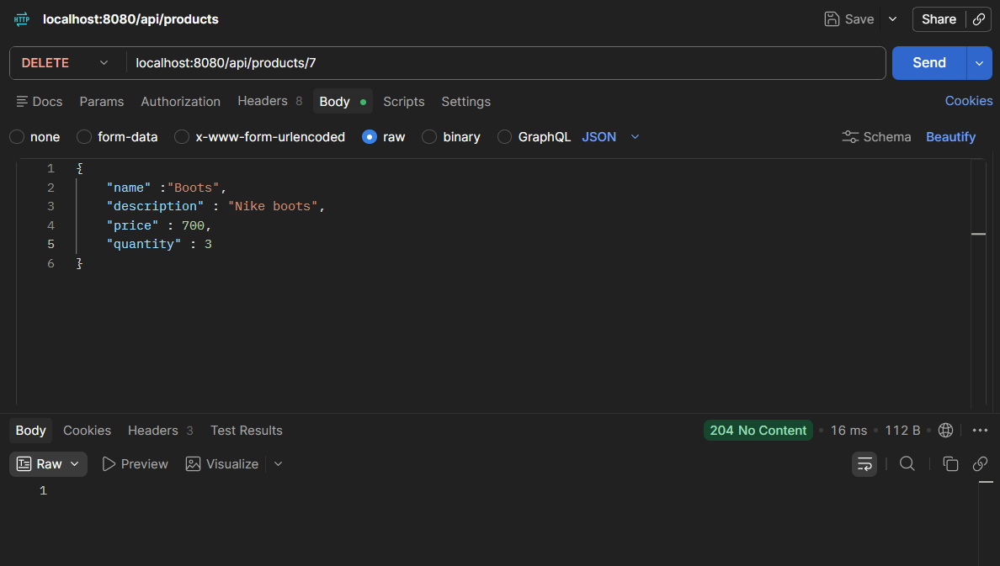 HTTP localhost:8080/api/products Save Share
DELETE localhost:8080/api/products/7 Send
Docs Params Authorization Headers 8 Body Scripts Settings Cookies
none form-data x-www-form-urlencoded raw binary GraphQL JSON Schema Beautify
1 {
2 "name" :"Boots",
3 "description" : "Nike boots",
4 "price" : 700,
5 "quantity" : 3
6 }
Body Cookies Headers 3 Test Results 204 No Content • 16 ms • 112 B •
Raw Preview Visualize
1